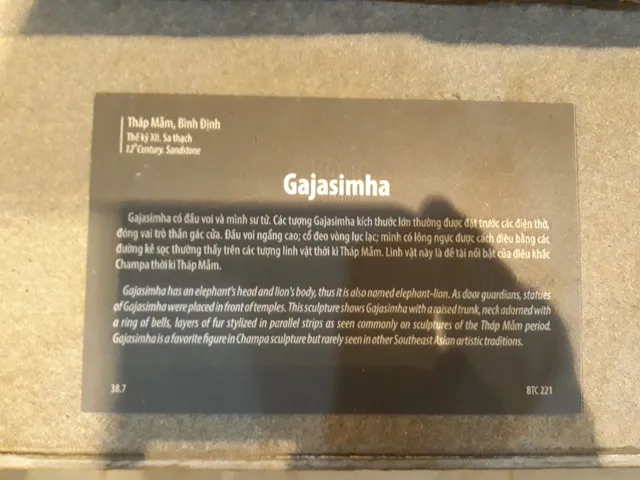 Tháp Mẫm, Bình Định
Thế kỷ XII. Sa thạch
12th Century. Sandstone
Gajasimha
Gajasimha có đầu voi và mình sư tử. Các tượng Gajasimha kích thước lớn thường được đặt trước các điện thờ,
đóng vai trò thần gác cửa. Đầu voi ngẩng cao; cổ đeo vòng lục lạc; mình có lông ngực được cách điệu bằng các
đường kẻ sọc thường thấy trên các tượng linh vật thời kì Tháp Mẫm. Linh vật này là đề tài nổi bật của điêu khắc
Champa thời kì Tháp Mẫm.
Gajasimha has an elephant's head and lion's body, thus it is also named elephant-lion. As door guardians, statues
of Gajasimha were placed in front of temples. This sculpture shows Gajasimha with a raised trunk, neck adorned with
a ring of bells, layers of fur stylized in parallel strips as seen commonly on sculptures of the Tháp Mẫm period.
Gajasimha is a favorite figure in Champa sculpture but rarely seen in other Southeast Asian artistic traditions.
38.7
BTC 221